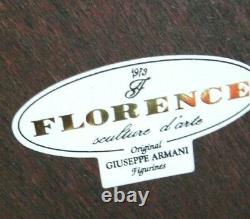 1973
FLORENCE
sculture d'arte
Original
GIUSEPPE ARMANI
Figurines